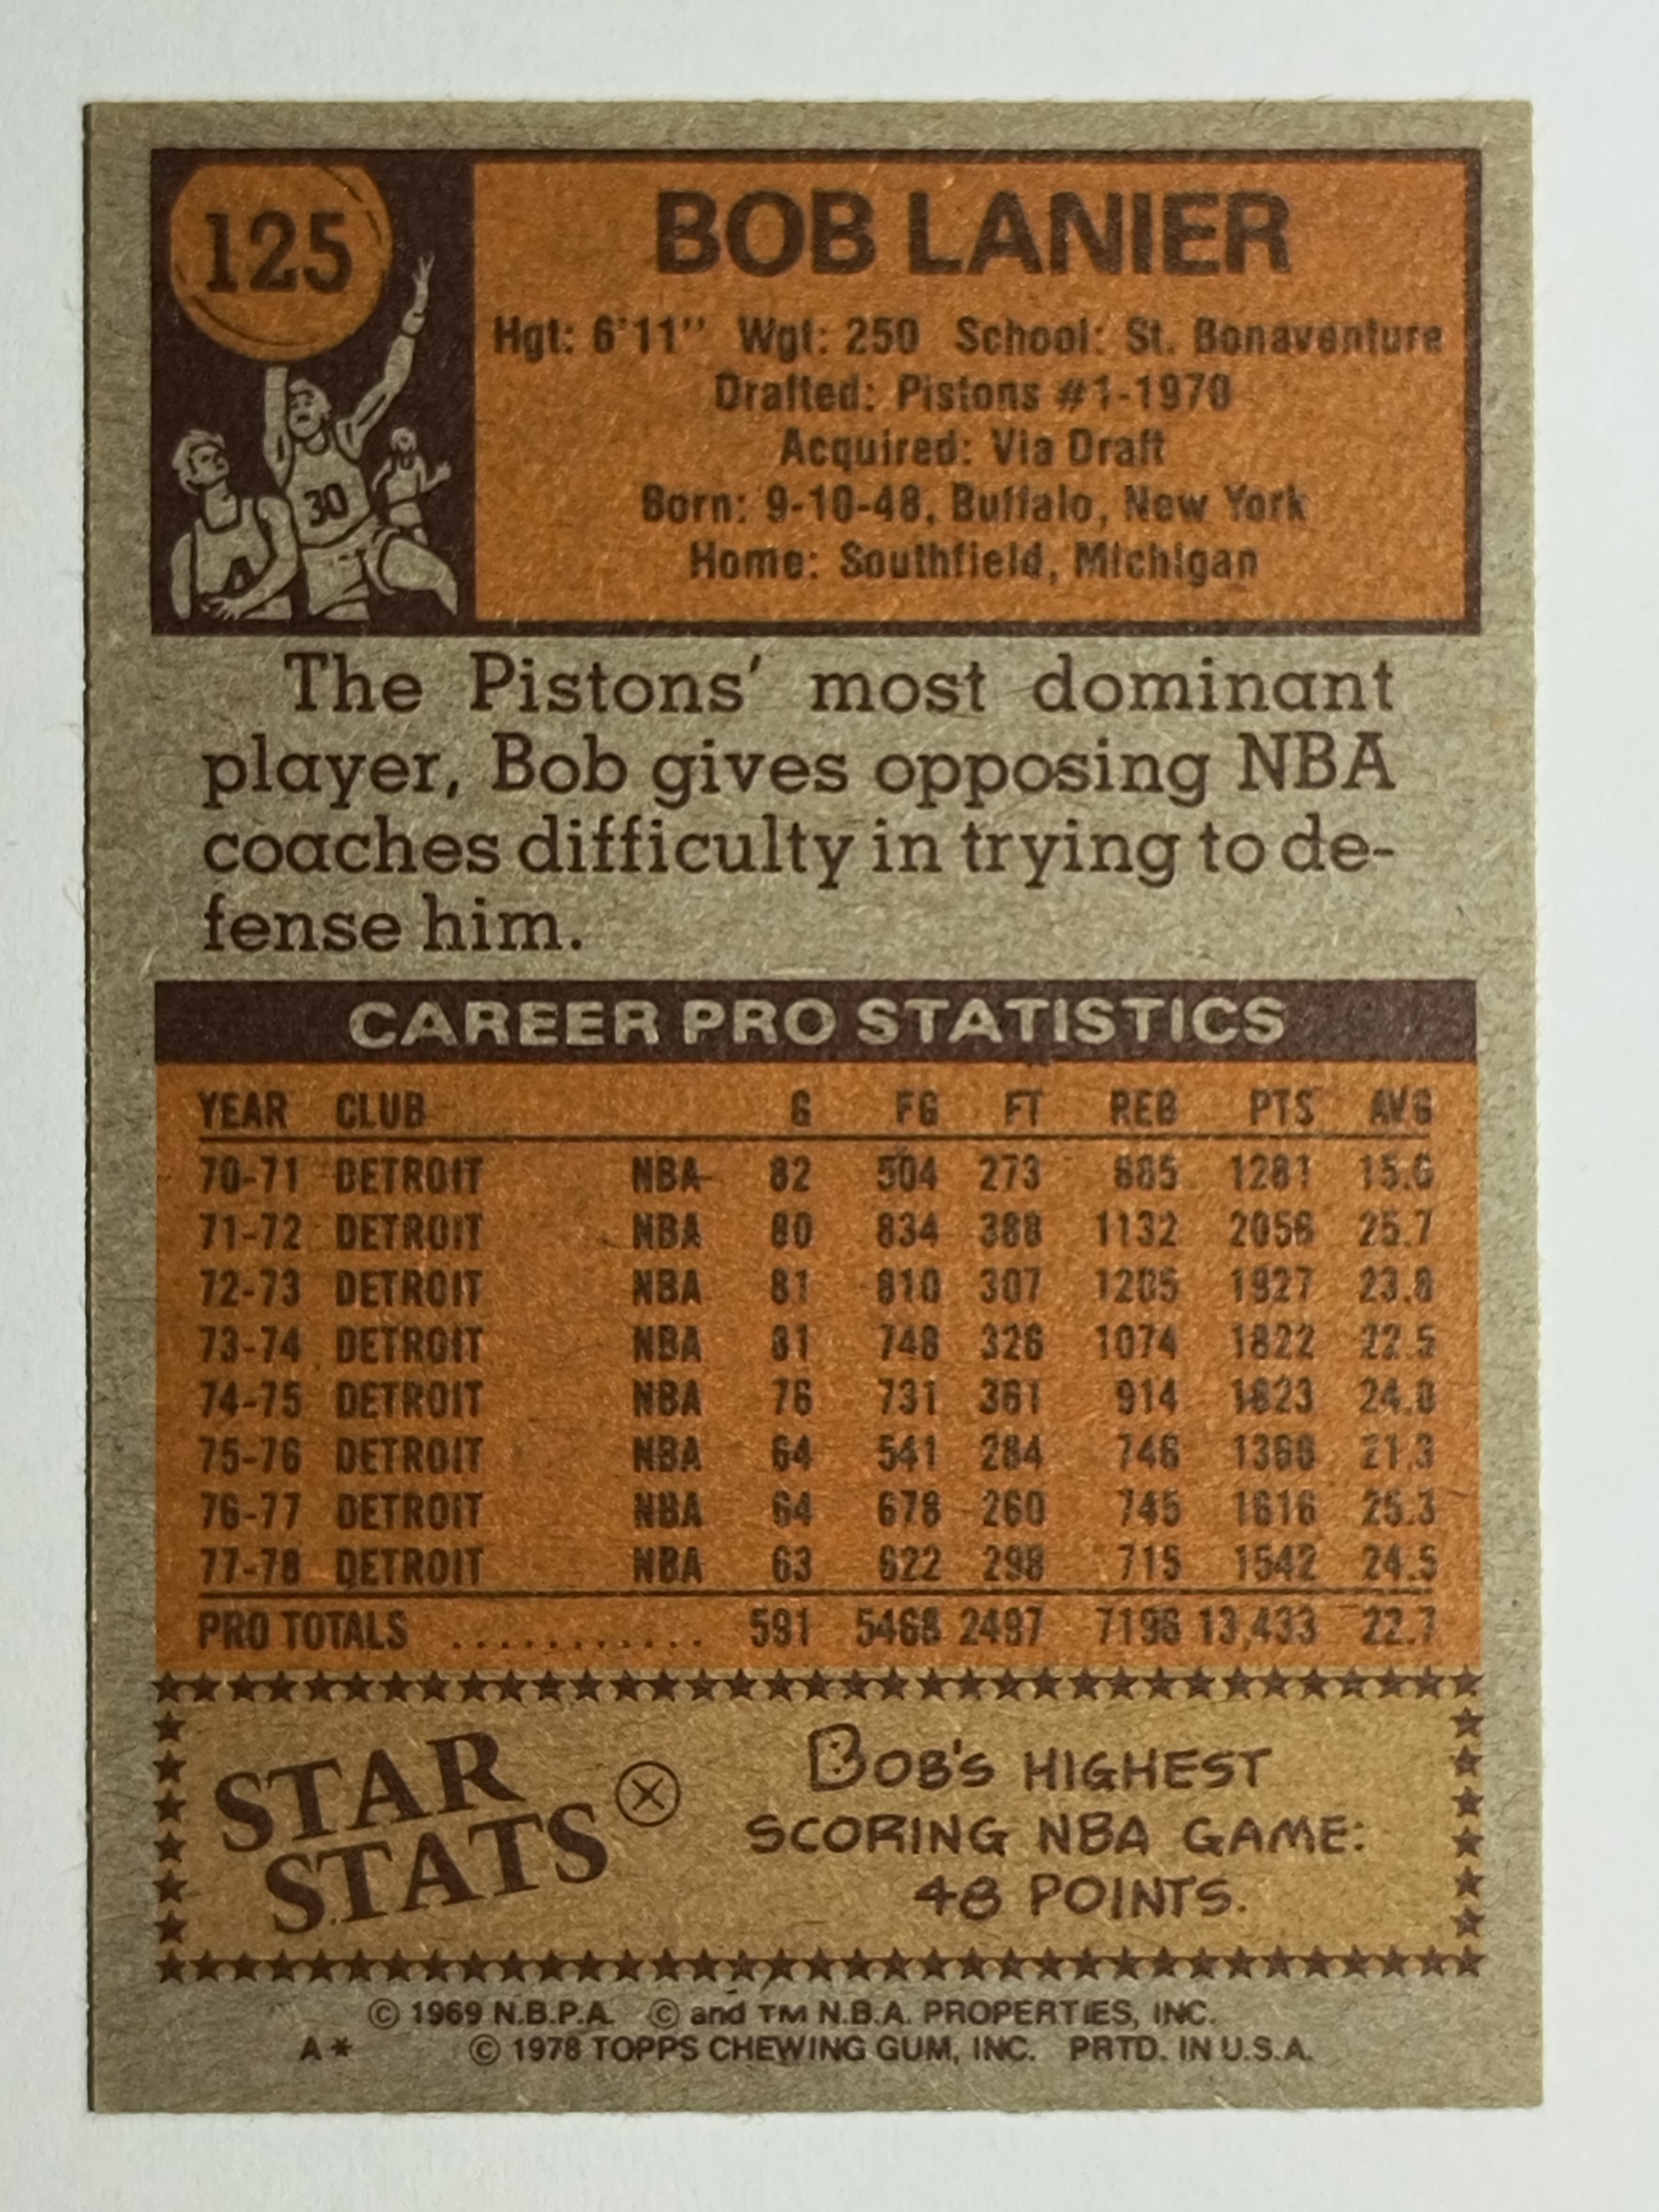 125
BOB LANIER
Hgt: 6'11" Wgt: 250 School: St. Bonaventure
Drafted: Pistons #1-1970
Acquired: Via Draft
Born: 9-10-48, Buffalo, New York
Home: Southfield, Michigan
30
The Pistons' most dominant
player, Bob gives opposing NBA
coaches difficulty in trying to de-
fense him.
CAREER PRO STATISTICS
YEAR CLUB G FG FT REB PTS AVG
70-71 DETROIT NBA 82 504 273 665 1281 15.6
71-72 DETROIT NBA 80 834 388 1132 2056 25.7
72-73 DETROIT NBA 81 810 307 1205 1927 23.8
73-74 DETROIT NBA 81 748 326 1074 1822 22.5
74-75 DETROIT NBA 76 731 361 914 1823 24.0
75-76 DETROIT NBA 64 541 284 746 1366 21.3
76-77 DETROIT NBA 64 678 260 745 1616 25.3
77-78 DETROIT NBA 63 622 298 715 1542 24.5
PRO TOTALS ............ 591 5468 2497 7196 13,433 22.7
STAR
STATS
BOB'S HIGHEST
SCORING NBA GAME:
48 POINTS.
© 1969 N.B.P.A. © and TM N.B.A. PROPERTIES, INC.
A* © 1978 TOPPS CHEWING GUM, INC. PRTD. IN U.S.A.